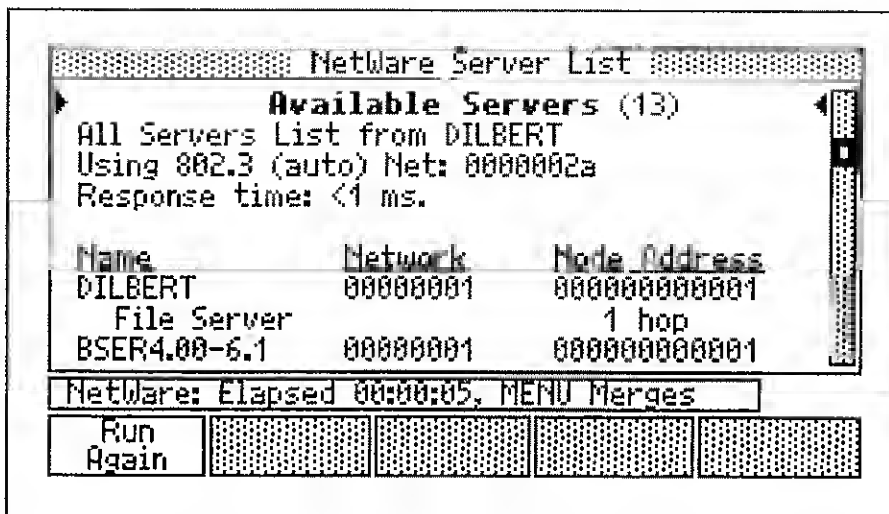 NetWare Server List
Available Servers (13)
All Servers List from DILBERT
Using 802.3 (auto) Net: 0000002a
Response time: <1 ms.
Name Network Node Address
DILBERT 00000001 000000000001
File Server 1 hop
BSER4.00-6.1 00000001 000000000001
NetWare: Elapsed 00:00:05, MENU Merges
Run
Again